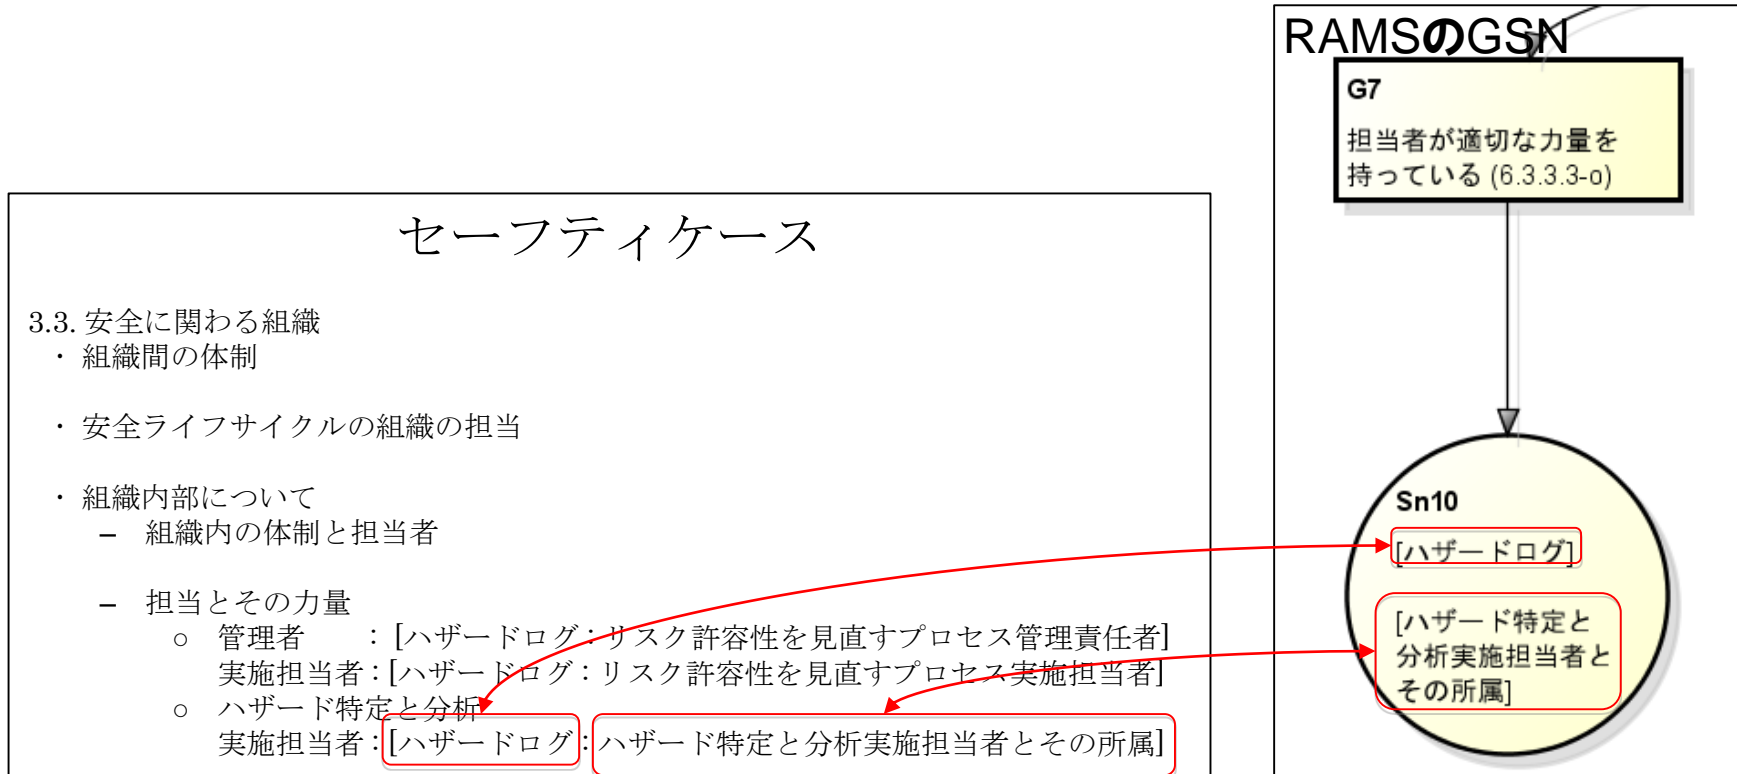 セーフティケース
3.3. 安全に関わる組織
・ 組織間の体制
・ 安全ライフサイクルの組織の担当
・ 組織内部について
– 組織内の体制と担当者
– 担当とその力量
○ 管理者　　：[ハザードログ：リスク許容性を見直すプロセス管理責任者]
実施担当者：[ハザードログ：リスク許容性を見直すプロセス実施担当者]
○ ハザード特定と分析
実施担当者：[ハザードログ：ハザード特定と分析実施担当者とその所属]
RAMSのGSN
G7
担当者が適切な力量を
持っている (6.3.3.3-o)
Sn10
[ハザードログ]
[ハザード特定と
分析実施担当者と
その所属]